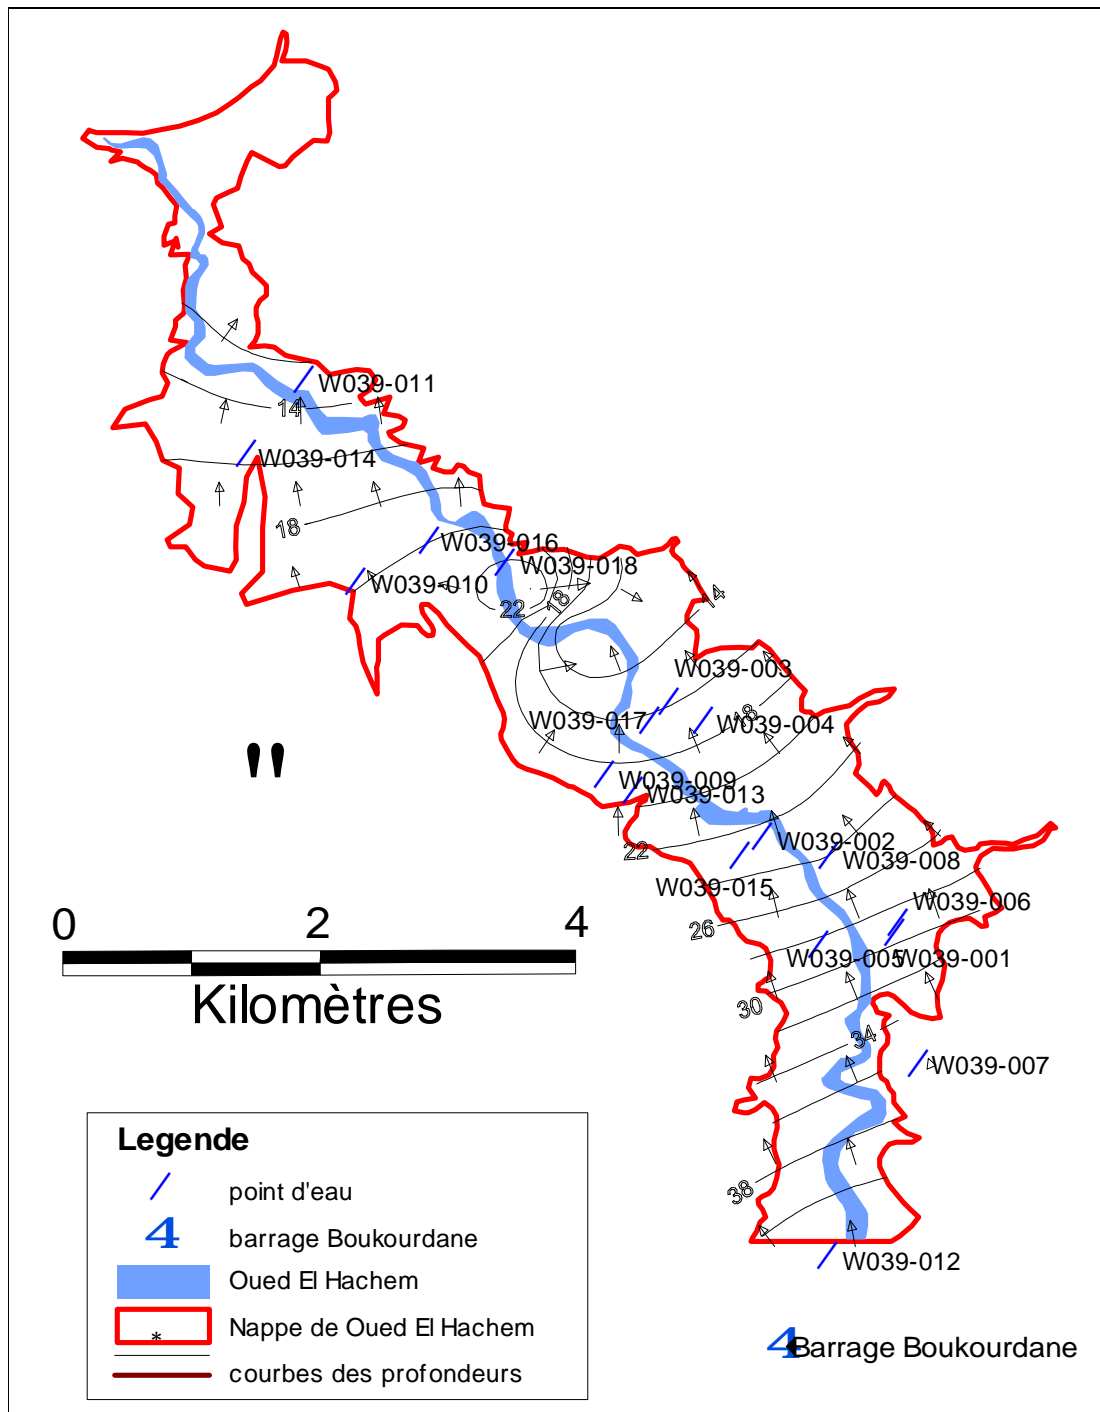 W039-011
14
W039-014
18
W039-016
W039-018
W039-010
22
18
14
W039-003
W039-017
18
W039-004
"
W039-009
W039-013
22
W039-002
W039-008
W039-015
W039-006
26
W039-005
W039-001
0 2 4
Kilomètres
30
34
W039-007
38
W039-012
4 Barrage Boukourdane
Legende
point d'eau
4 barrage Boukourdane
Oued El Hachem
* Nappe de Oued El Hachem
courbes des profondeurs